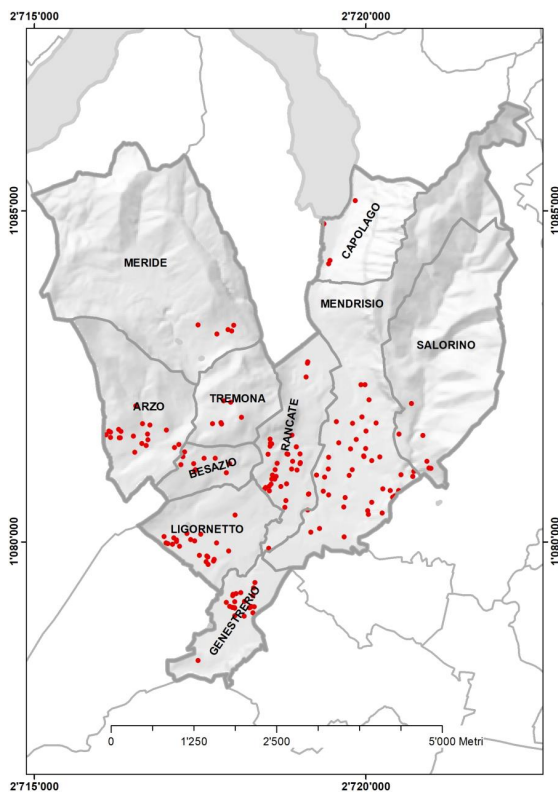 2'715'000 2'720'000
1'085'000 1'085'000
CAPOLAGO
MERIDE
MENDRISIO
SALORINO
TREMONA
ARZO
RANCATE
BESAZIO
LIGORNETTO
1'080'000 1'080'000
GENESTRERIO
0 1'250 2'500 5'000 Metri
2'715'000 2'720'000